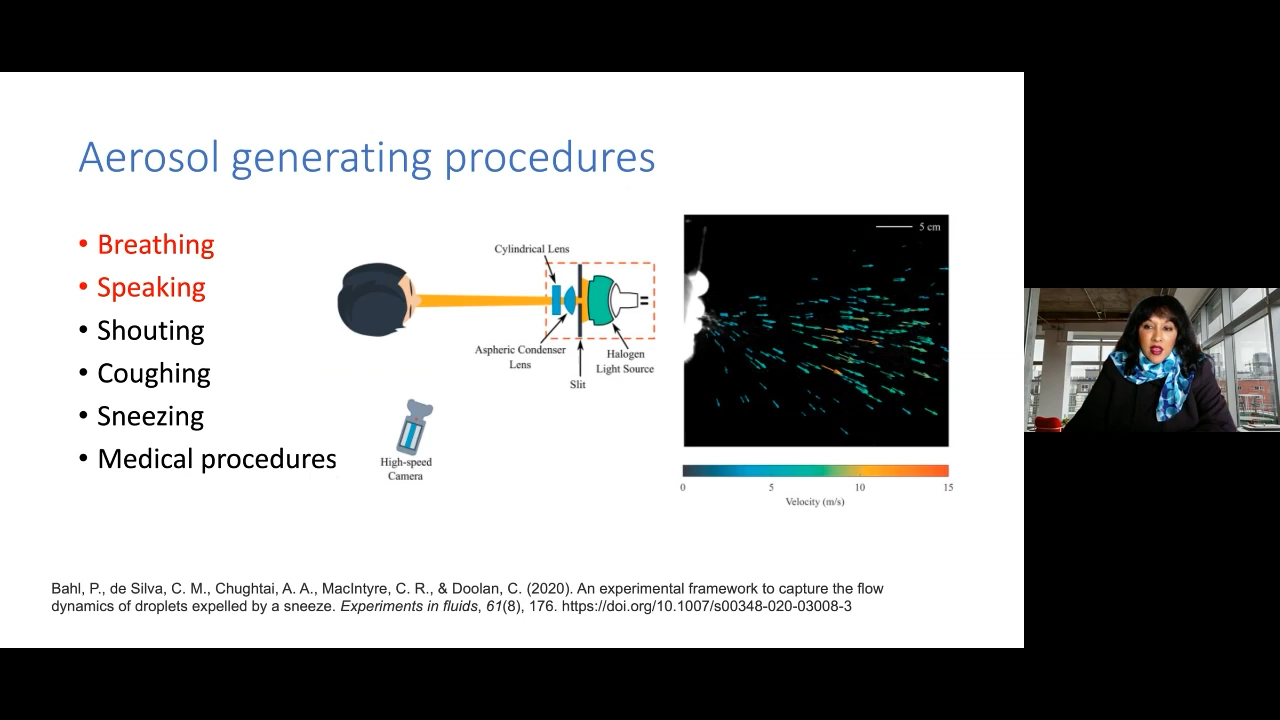 Aerosol generating procedures
• Breathing
• Speaking
• Shouting
• Coughing
• Sneezing
• Medical procedures
Cylindrical Lens
Aspheric Condenser
Lens
Slit
Halogen
Light Source
High-speed
Camera
5 cm
0 5 10 15
Velocity (m/s)
Bahl, P., de Silva, C. M., Chughtai, A. A., MacIntyre, C. R., & Doolan, C. (2020). An experimental framework to capture the flow
dynamics of droplets expelled by a sneeze. Experiments in fluids, 61(8), 176. https://doi.org/10.1007/s00348-020-03008-3